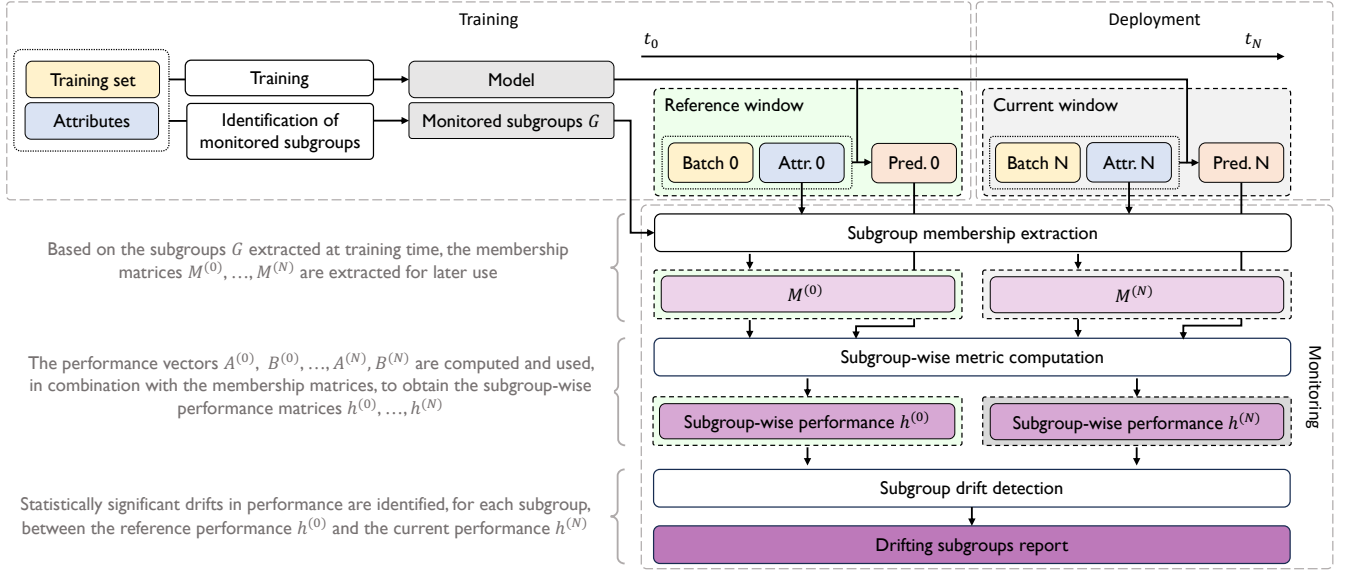 Training
Deployment
t₀
t_N
Training set
Attributes
Training
Identification of
monitored subgroups
Model
Monitored subgroups G
Reference window
Batch 0
Attr. 0
Pred. 0
Current window
Batch N
Attr. N
Pred. N
Based on the subgroups G extracted at training time, the membership
matrices M⁽⁰⁾, …, M⁽ᴺ⁾ are extracted for later use
Subgroup membership extraction
M⁽⁰⁾
M⁽ᴺ⁾
The performance vectors A⁽⁰⁾, B⁽⁰⁾, …, A⁽ᴺ⁾, B⁽ᴺ⁾ are computed and used,
in combination with the membership matrices, to obtain the subgroup-wise
performance matrices h⁽⁰⁾, …, h⁽ᴺ⁾
Subgroup-wise metric computation
Subgroup-wise performance h⁽⁰⁾
Subgroup-wise performance h⁽ᴺ⁾
Monitoring
Statistically significant drifts in performance are identified, for each subgroup,
between the reference performance h⁽⁰⁾ and the current performance h⁽ᴺ⁾
Subgroup drift detection
Drifting subgroups report